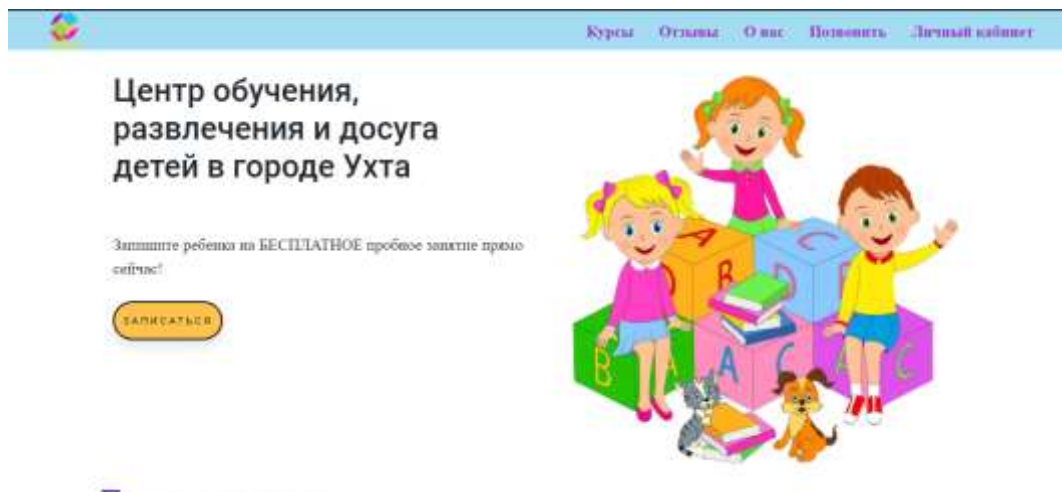 Курсы Отзывы О нас Позвонить Личный кабинет
Центр обучения,
развлечения и досуга
детей в городе Ухта
Запишите ребенка на БЕСПЛАТНОЕ пробное занятие прямо
сейчас!
ЗАПИСАТЬСЯ
A
C
B
D
B
A
A
C
A
C